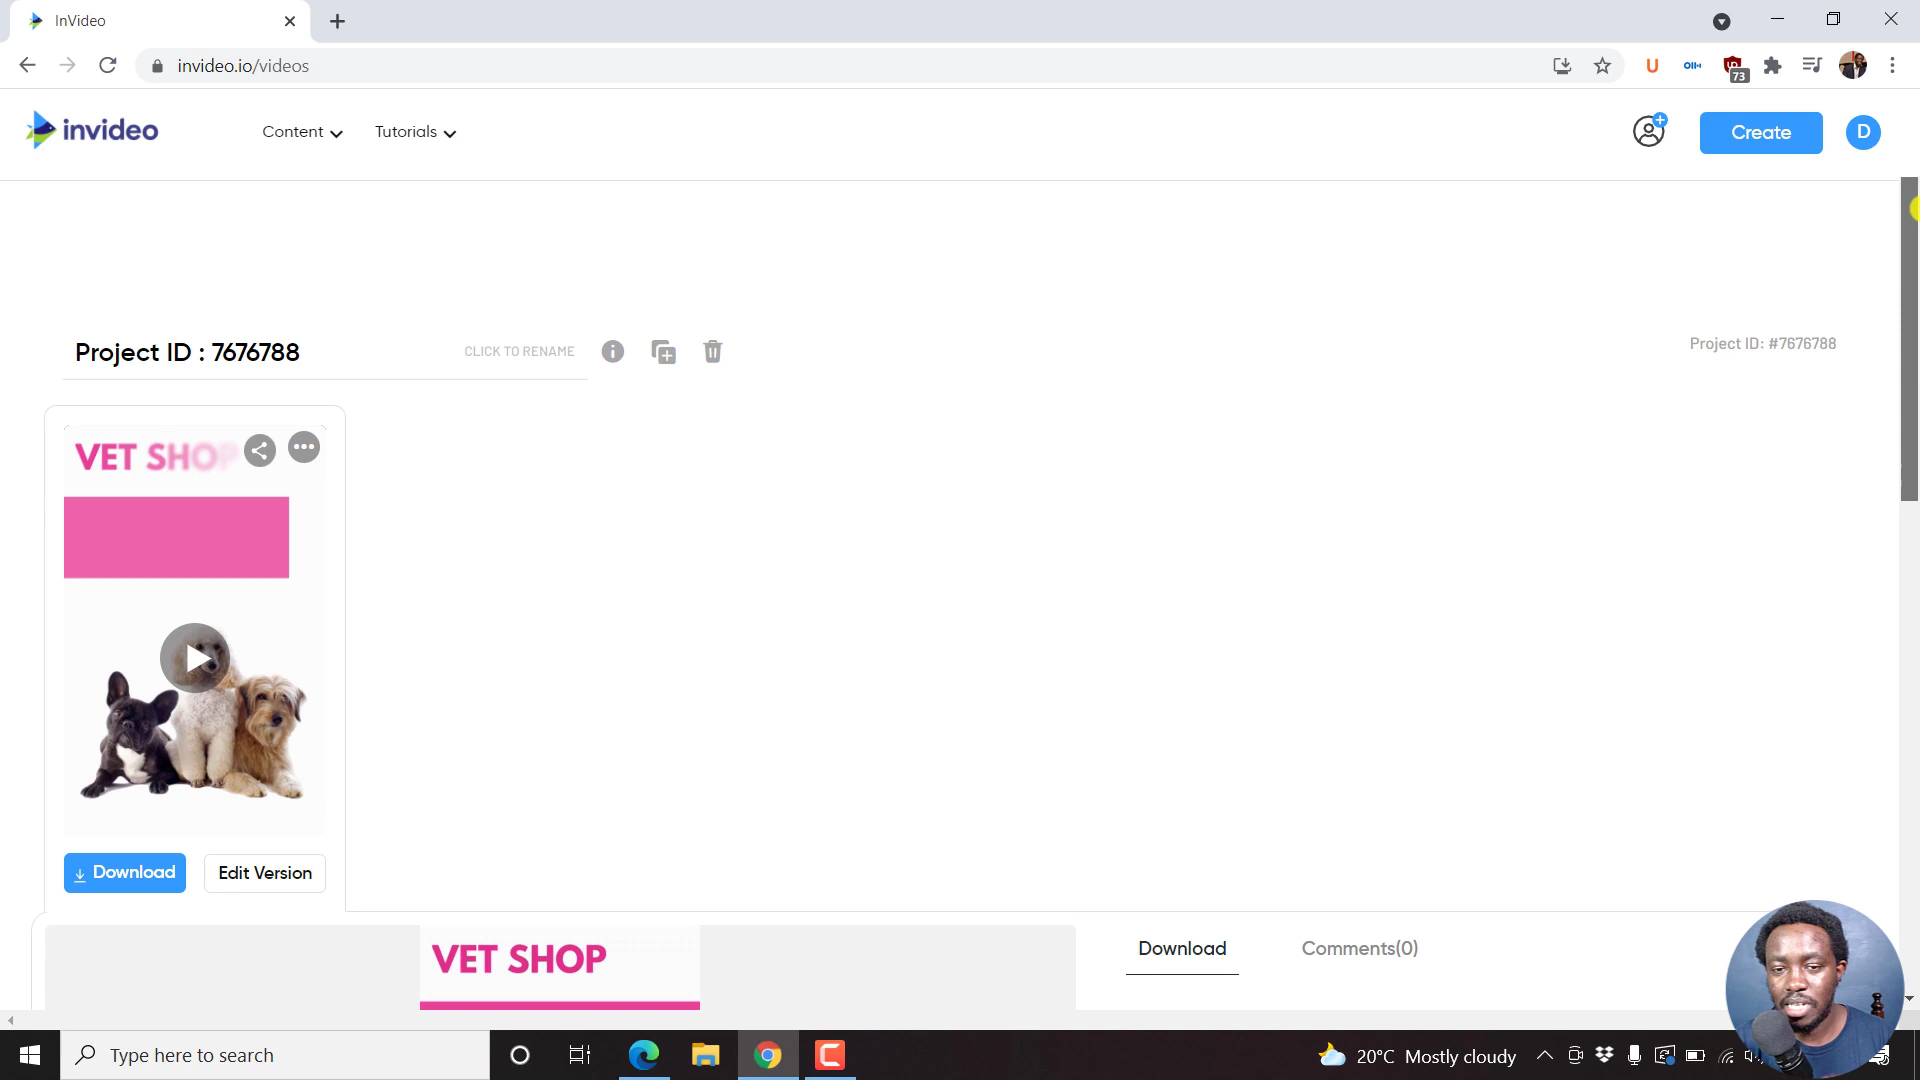 InVideo
invideo.io/videos
73
invideo
Content
Tutorials
Create
D
Project ID : 7676788
CLICK TO RENAME
Project ID: #7676788
VET SHOP
Download
Edit Version
VET SHOP
Download
Comments(0)
Type here to search
20°C Mostly cloudy